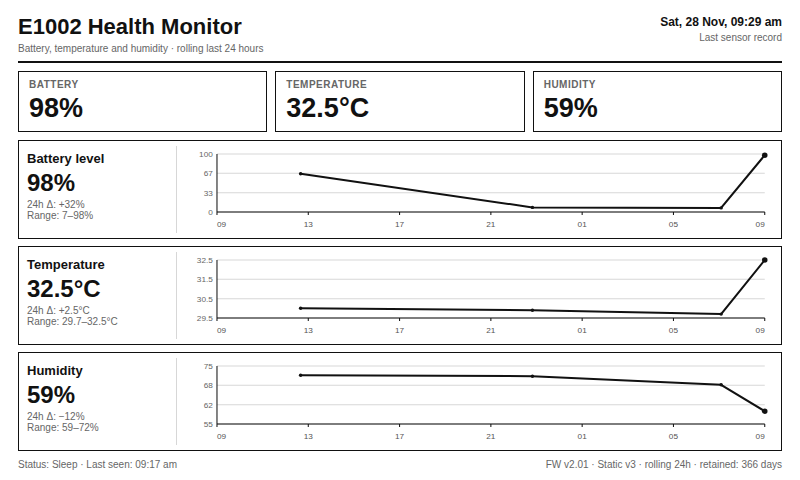 E1002 Health Monitor
Sat, 28 Nov, 09:29 am
Battery, temperature and humidity · rolling last 24 hours
Last sensor record
BATTERY
98%
TEMPERATURE
32.5°C
HUMIDITY
59%
Battery level
98%
24h Δ: +32%
Range: 7–98%
100
67
33
0
09 13 17 21 01 05 09
Temperature
32.5°C
24h Δ: +2.5°C
Range: 29.7–32.5°C
32.5
31.5
30.5
29.5
09 13 17 21 01 05 09
Humidity
59%
24h Δ: −12%
Range: 59–72%
75
68
62
55
09 13 17 21 01 05 09
Status: Sleep · Last seen: 09:17 am
FW v2.01 · Static v3 · rolling 24h · retained: 366 days